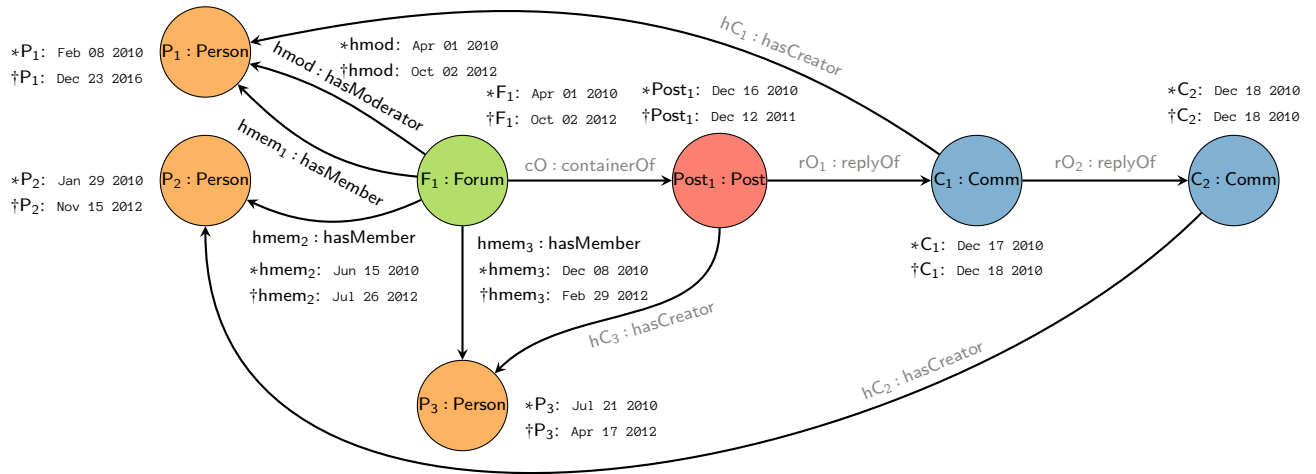 hC₁ : hasCreator
P₁ : Person
*P₁: Feb 08 2010
†P₁: Dec 23 2016
*hmod: Apr 01 2010
†hmod: Oct 02 2012
hmod : hasModerator
*F₁: Apr 01 2010
†F₁: Oct 02 2012
*Post₁: Dec 16 2010
†Post₁: Dec 12 2011
*C₂: Dec 18 2010
†C₂: Dec 18 2010
hmem₁ : hasMember
P₂ : Person
*P₂: Jan 29 2010
†P₂: Nov 15 2012
F₁ : Forum
cO : containerOf
Post₁ : Post
rO₁ : replyOf
C₁ : Comm
rO₂ : replyOf
C₂ : Comm
hmem₂ : hasMember
*hmem₂: Jun 15 2010
†hmem₂: Jul 26 2012
hmem₃ : hasMember
*hmem₃: Dec 08 2010
†hmem₃: Feb 29 2012
*C₁: Dec 17 2010
†C₁: Dec 18 2010
hC₃ : hasCreator
hC₂ : hasCreator
P₃ : Person
*P₃: Jul 21 2010
†P₃: Apr 17 2012